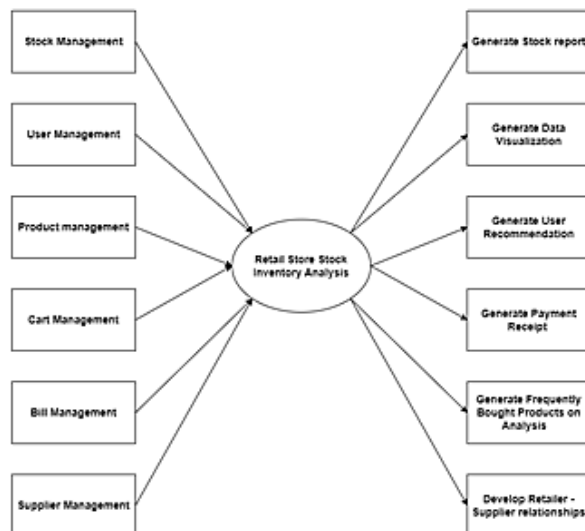 Stock Management
User Management
Product management
Cart Management
Bill Management
Supplier Management
Retail Store Stock
Inventory Analysis
Generate Stock report
Generate Data
Visualization
Generate User
Recommendation
Generate Payment
Receipt
Generate Frequently
Bought Products on
Analysis
Develop Retailer -
Supplier relationships